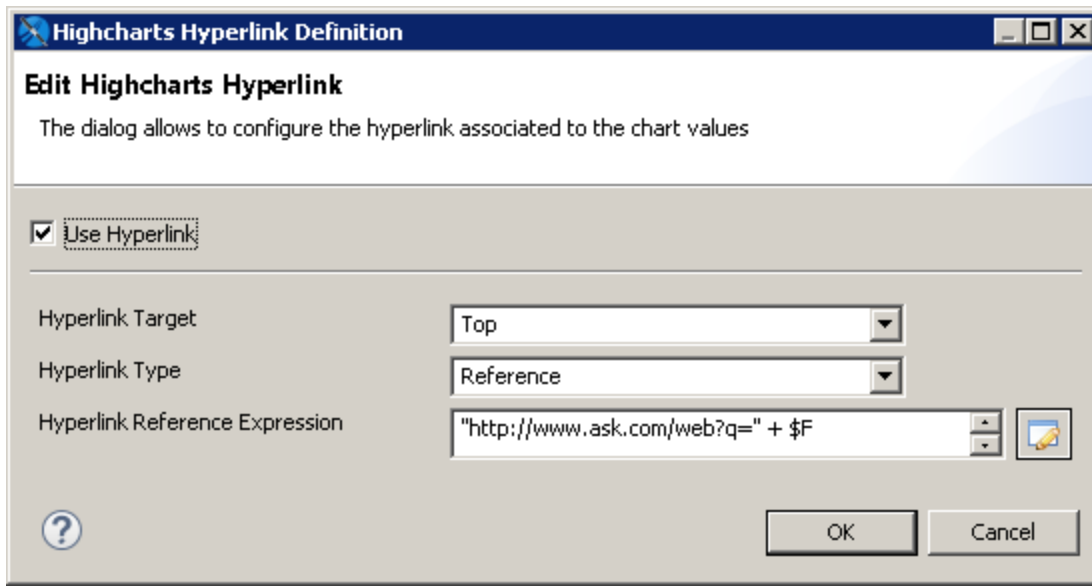 Highcharts Hyperlink Definition
Edit Highcharts Hyperlink
The dialog allows to configure the hyperlink associated to the chart values
Use Hyperlink
Hyperlink Target Top
Hyperlink Type Reference
Hyperlink Reference Expression "http://www.ask.com/web?q=" + $F
? OK Cancel